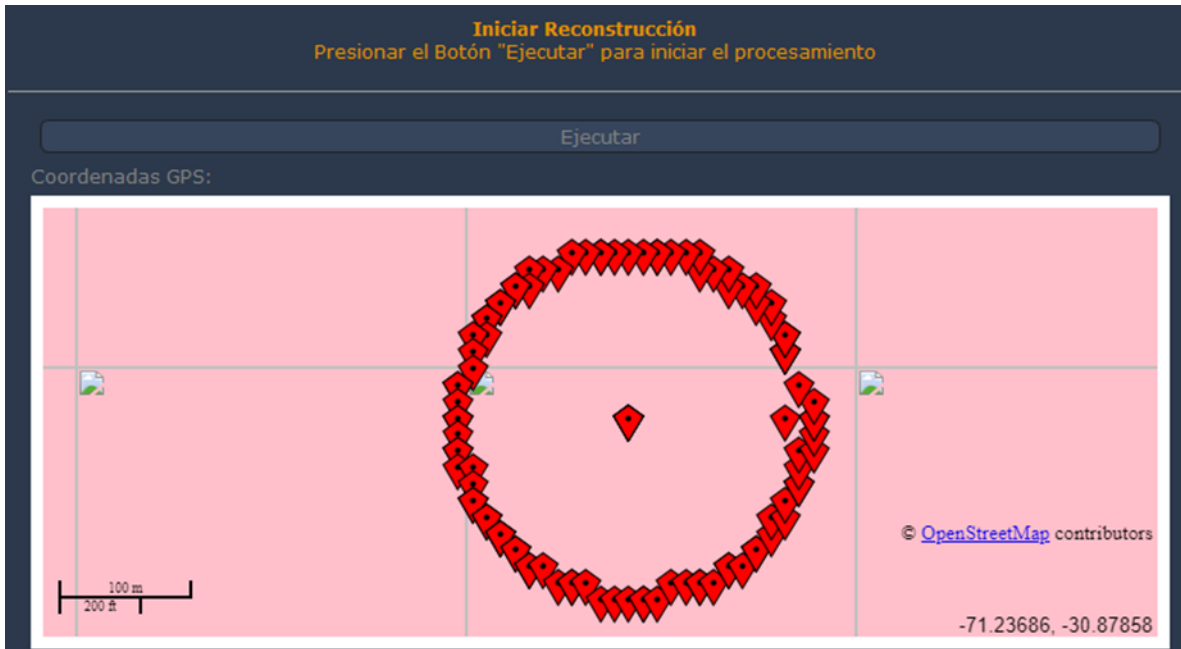 Iniciar Reconstrucción
Presionar el Botón "Ejecutar" para iniciar el procesamiento
Ejecutar
Coordenadas GPS:
© OpenStreetMap contributors
100 m
200 ft
-71.23686, -30.87858